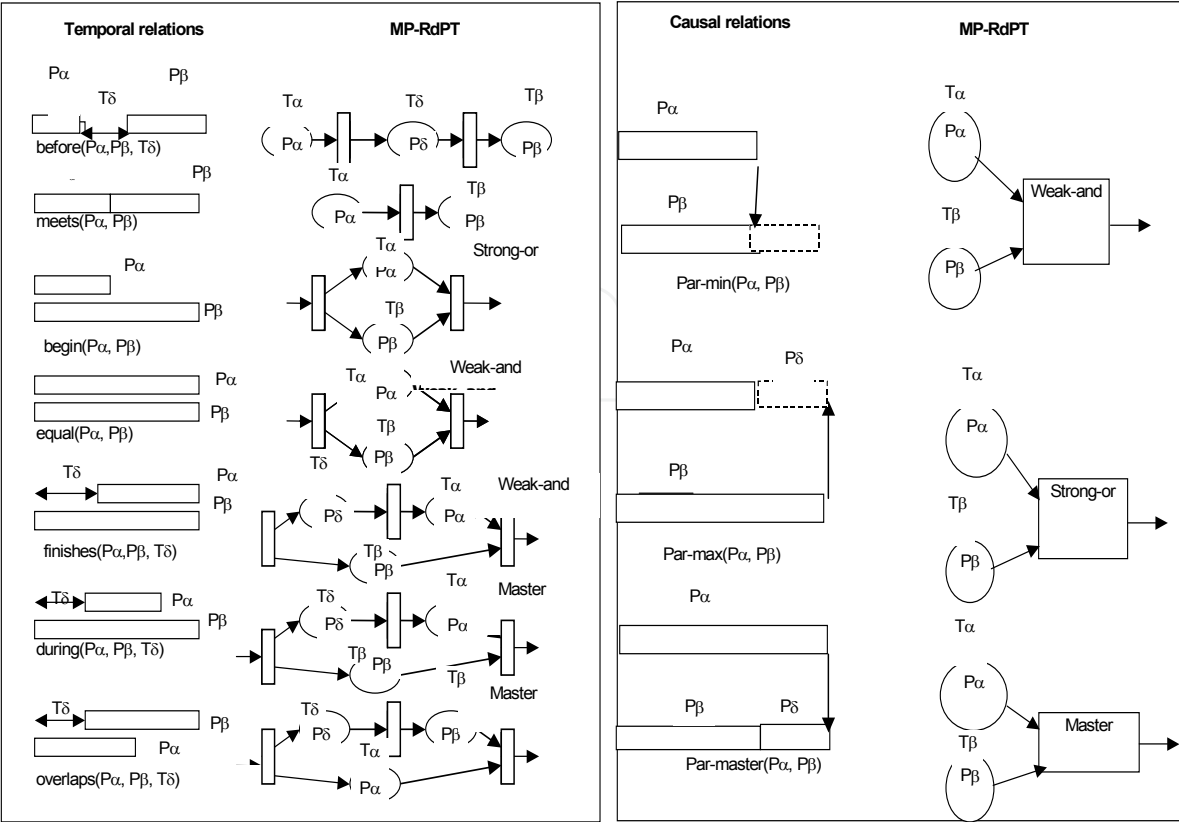 Temporal relations MP-RdPT
Pα Pβ
Tδ
before(Pα,Pβ, Tδ)
Tα Tδ Tβ
Pα Pδ Pβ
Pβ
meets(Pα, Pβ)
Tα Tβ
Pα Pβ
Pα
Pβ
begin(Pα, Pβ)
Strong-or
Tα
Pα
Tβ
Pβ
Pα
Pβ
equal(Pα, Pβ)
Weak-and
Tα
Pα
Tβ
Pβ
Tδ Pα
Pβ
finishes(Pα,Pβ, Tδ)
Tδ Tα Weak-and
Pδ Pα
Tβ
Pβ
Tδ Pα
Pβ
during(Pα, Pβ, Tδ)
Tδ Tα Master
Pδ Pα
Tβ Pβ
Tδ Pβ
Pα
overlaps(Pα, Pβ, Tδ)
Tδ Tβ Master
Pδ Pβ
Tα
Pα
Causal relations MP-RdPT
Pα
Pβ
Par-min(Pα, Pβ)
Tα
Pα
Weak-and
Tβ
Pβ
Pα Pδ
Pβ
Par-max(Pα, Pβ)
Tα
Pα
Strong-or
Tβ
Pβ
Pα
Pβ Pδ
Par-master(Pα, Pβ)
Tα
Pα
Master
Tβ
Pβ